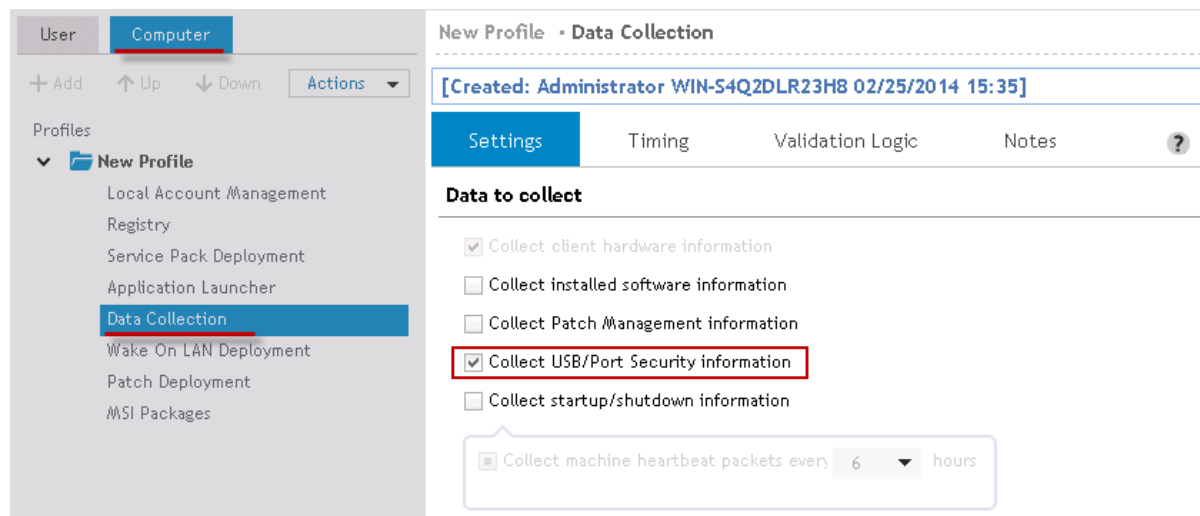 User Computer
+ Add Up Down Actions
Profiles
New Profile
Local Account Management
Registry
Service Pack Deployment
Application Launcher
Data Collection
Wake On LAN Deployment
Patch Deployment
MSI Packages
New Profile • Data Collection
[Created: Administrator WIN-S4Q2DLR23H8 02/25/2014 15:35]
Settings Timing Validation Logic Notes ?
Data to collect
Collect client hardware information
Collect installed software information
Collect Patch Management information
Collect USB/Port Security information
Collect startup/shutdown information
Collect machine heartbeat packets every 6 hours